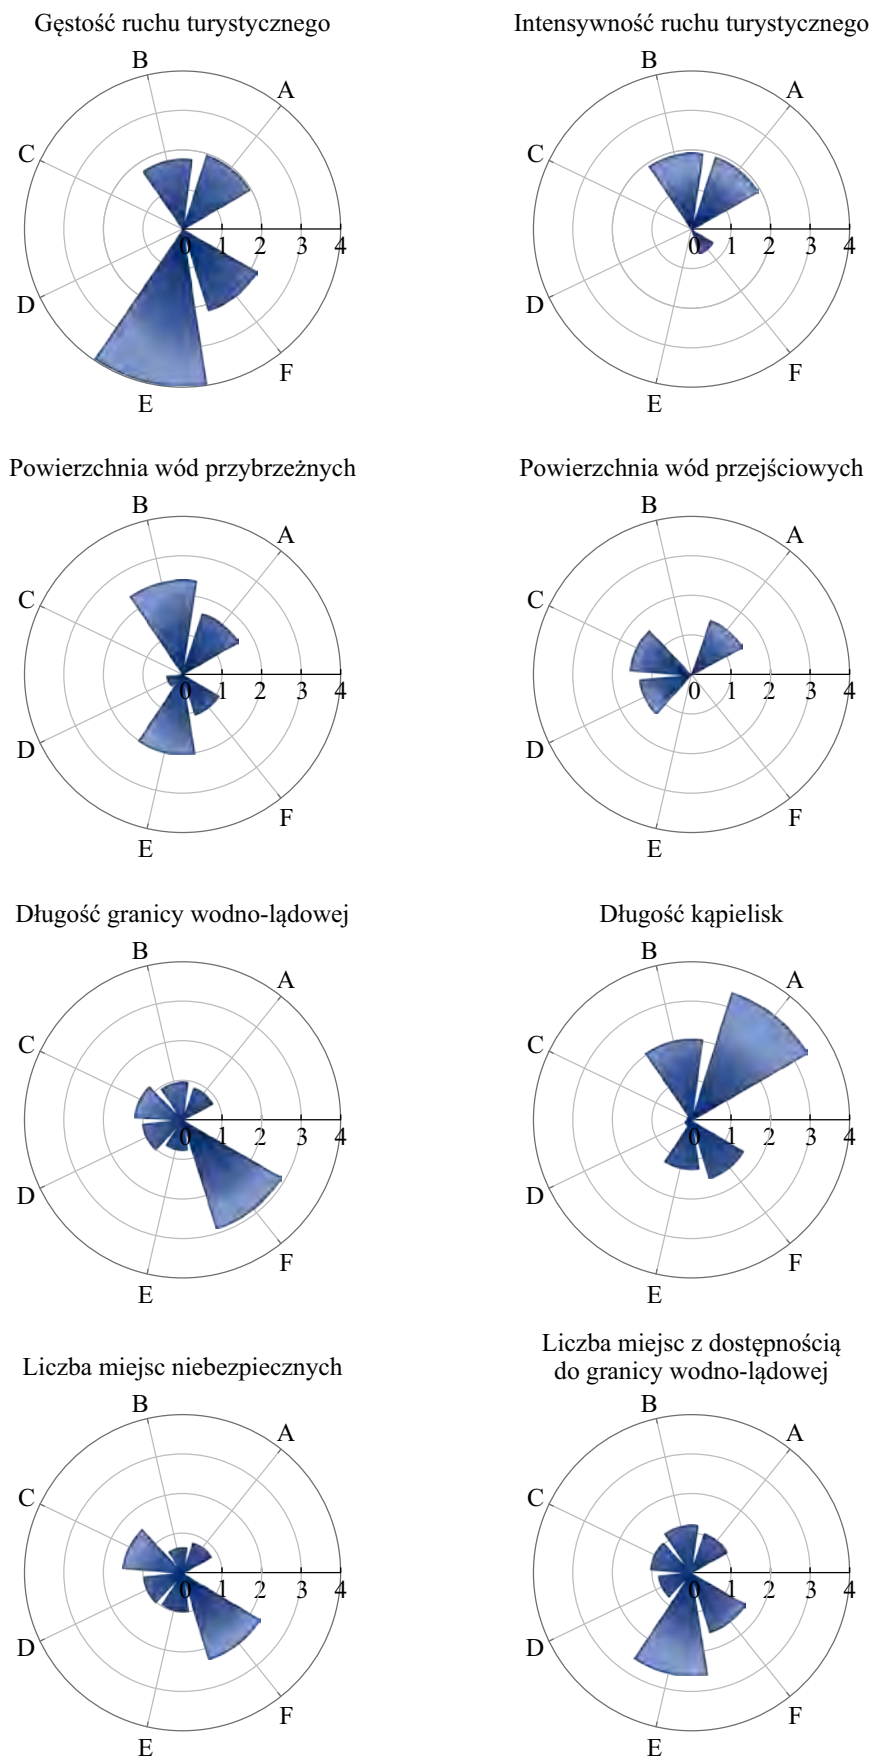 Gęstość ruchu turystycznego
B
A
C
0 1 2 3 4
D
F
E
Intensywność ruchu turystycznego
B
A
C
0 1 2 3 4
D
F
E
Powierzchnia wód przybrzeżnych
B
A
C
0 1 2 3 4
D
F
E
Powierzchnia wód przejściowych
B
A
C
0 1 2 3 4
D
F
E
Długość granicy wodno-lądowej
B
A
C
0 1 2 3 4
D
F
E
Długość kąpielisk
B
A
C
0 1 2 3 4
D
F
E
Liczba miejsc niebezpiecznych
B
A
C
0 1 2 3 4
D
F
E
Liczba miejsc z dostępnością
do granicy wodno-lądowej
B
A
C
0 1 2 3 4
D
F
E